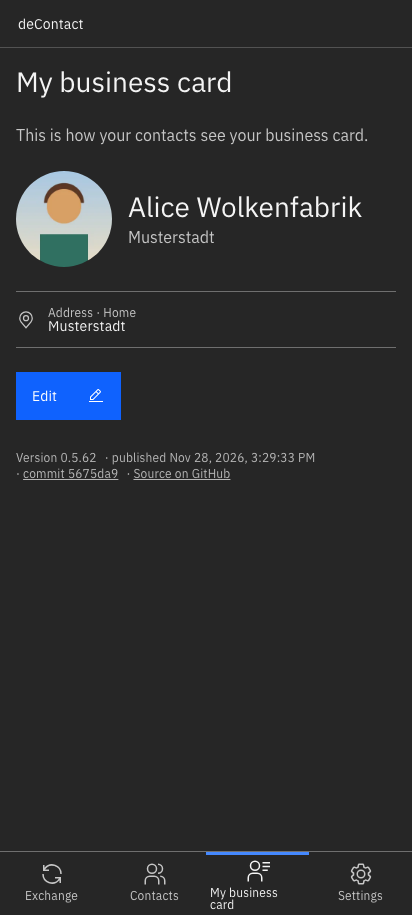 deContact
My business card
This is how your contacts see your business card.
Alice Wolkenfabrik
Musterstadt
Address · Home
Musterstadt
Edit
Version 0.5.62 · published Nov 28, 2026, 3:29:33 PM
· commit 5675da9 · Source on GitHub
Exchange
Contacts
My business
card
Settings